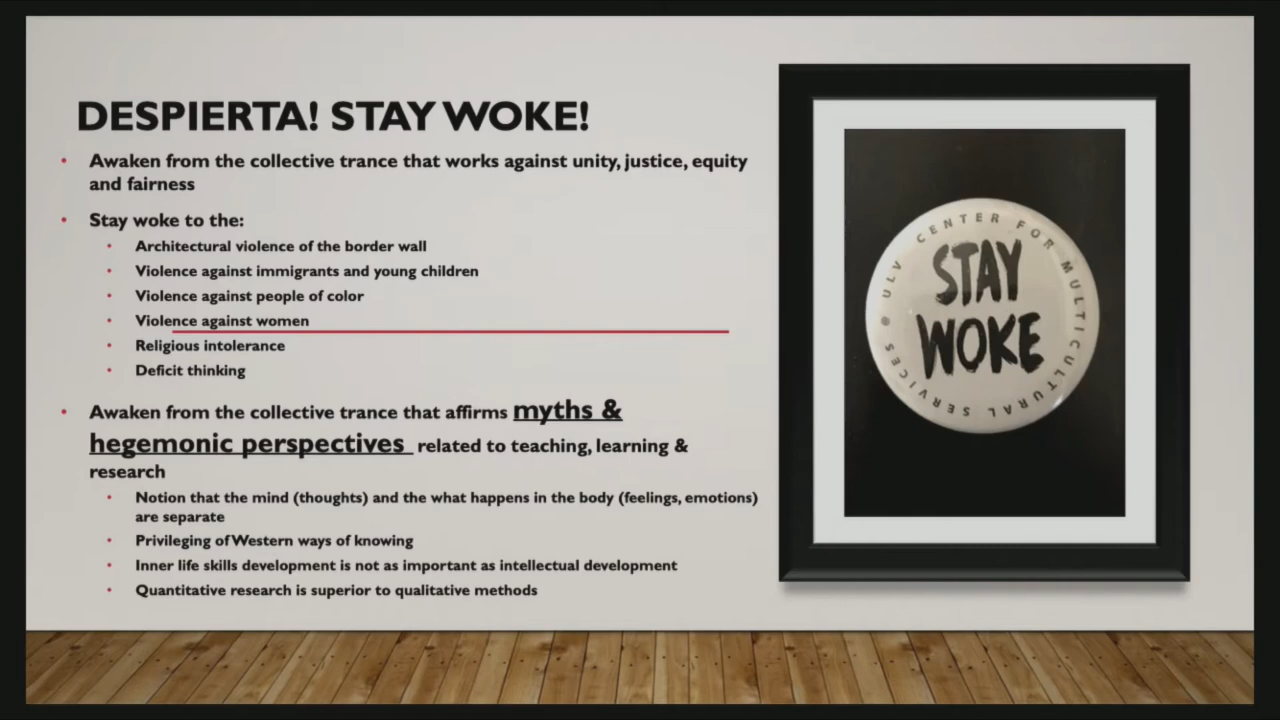 DESPIERTA! STAY WOKE!
• Awaken from the collective trance that works against unity, justice, equity
and fairness
• Stay woke to the:
• Architectural violence of the border wall
• Violence against immigrants and young children
• Violence against people of color
• Violence against women
• Religious intolerance
• Deficit thinking
• Awaken from the collective trance that affirms myths &
hegemonic perspectives related to teaching, learning &
research
• Notion that the mind (thoughts) and the what happens in the body (feelings, emotions)
are separate
• Privileging of Western ways of knowing
• Inner life skills development is not as important as intellectual development
• Quantitative research is superior to qualitative methods
ULV CENTER FOR MULTICULTURAL SERVICES
STAY
WOKE